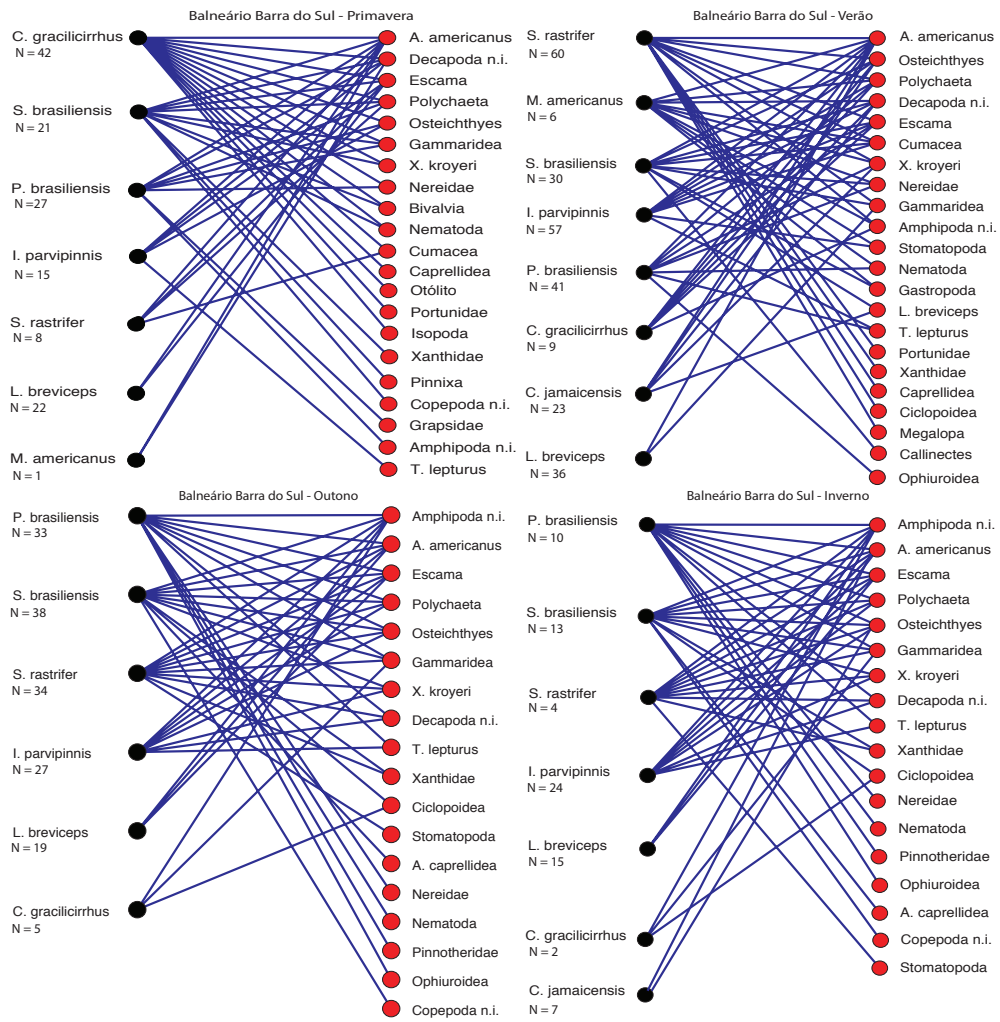 Balneário Barra do Sul - Primavera
C. gracilicirrhus
N = 42
S. brasiliensis
N = 21
P. brasiliensis
N =27
I. parvipinnis
N = 15
S. rastrifer
N = 8
L. breviceps
N = 22
M. americanus
N = 1
A. americanus
Decapoda n.i.
Escama
Polychaeta
Osteichthyes
Gammaridea
X. kroyeri
Nereidae
Bivalvia
Nematoda
Cumacea
Caprellidea
Otólito
Portunidae
Isopoda
Xanthidae
Pinnixa
Copepoda n.i.
Grapsidae
Amphipoda n.i.
T. lepturus
Balneário Barra do Sul - Verão
S. rastrifer
N = 60
M. americanus
N = 6
S. brasiliensis
N = 30
I. parvipinnis
N = 57
P. brasiliensis
N = 41
C. gracilicirrhus
N = 9
C. jamaicensis
N = 23
L. breviceps
N = 36
A. americanus
Osteichthyes
Polychaeta
Decapoda n.i.
Escama
Cumacea
X. kroyeri
Nereidae
Gammaridea
Amphipoda n.i.
Stomatopoda
Nematoda
Gastropoda
L. breviceps
T. lepturus
Portunidae
Xanthidae
Caprellidea
Ciclopoidea
Megalopa
Callinectes
Ophiuroidea
Balneário Barra do Sul - Outono
P. brasiliensis
N = 33
S. brasiliensis
N = 38
S. rastrifer
N = 34
I. parvipinnis
N = 27
L. breviceps
N = 19
C. gracilicirrhus
N = 5
Amphipoda n.i.
A. americanus
Escama
Polychaeta
Osteichthyes
Gammaridea
X. kroyeri
Decapoda n.i.
T. lepturus
Xanthidae
Ciclopoidea
Stomatopoda
A. caprellidea
Nereidae
Nematoda
Pinnotheridae
Ophiuroidea
Copepoda n.i.
Balneário Barra do Sul - Inverno
P. brasiliensis
N = 10
S. brasiliensis
N = 13
S. rastrifer
N = 4
I. parvipinnis
N = 24
L. breviceps
N = 15
C. gracilicirrhus
N = 2
C. jamaicensis
N = 7
Amphipoda n.i.
A. americanus
Escama
Polychaeta
Osteichthyes
Gammaridea
X. kroyeri
Decapoda n.i.
T. lepturus
Xanthidae
Ciclopoidea
Nereidae
Nematoda
Pinnotheridae
Ophiuroidea
A. caprellidea
Copepoda n.i.
Stomatopoda